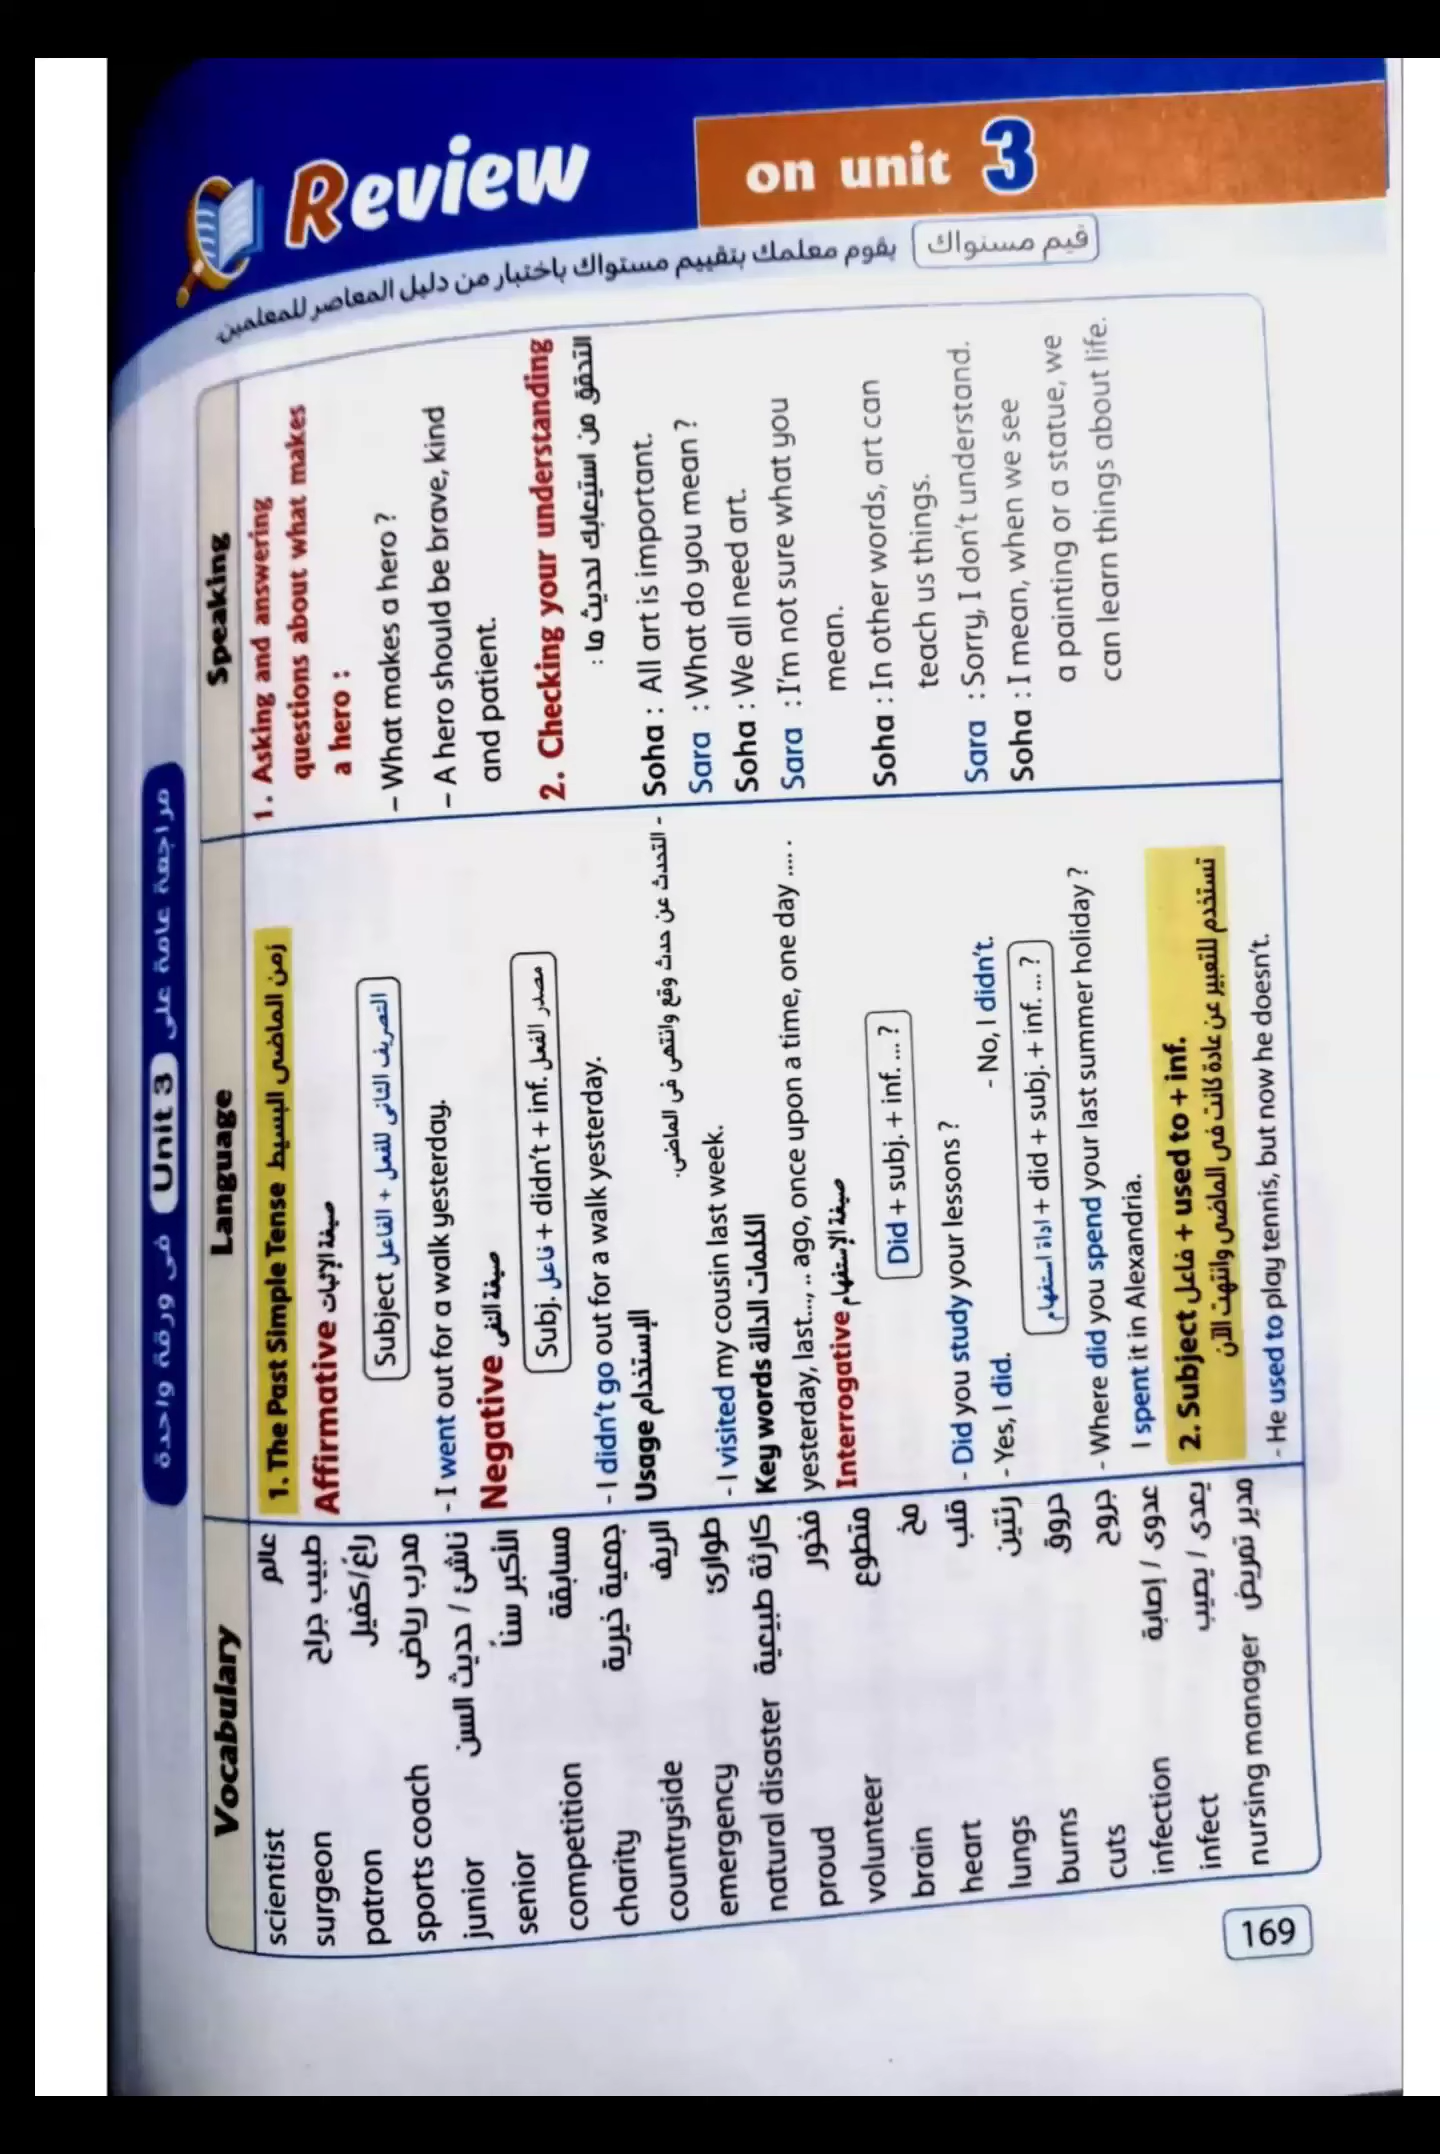 Review
on unit 3
قيم مستواك يقوم معلمك بتقييم مستواك باختبار من دليل المعاصر للمعلمين.
مراجعة عامة على Unit 3 فى ورقة واحدة
Vocabulary
scientist عالم
surgeon طبيب جراح
patron راعٍ/كفيل
sports coach مدرب رياضى
junior ناشئ / حديث السن
senior الأكبر سناً
competition مسابقة
charity جمعية خيرية
countryside الريف
emergency طوارئ
natural disaster كارثة طبيعية
proud فخور
volunteer متطوع
brain مخ
heart قلب
lungs رئتين
burns حروق
cuts جروح
infection عدوى / إصابة
infect يعدى / يصيب
nursing manager مدير تمريض
Language
1. The Past Simple Tense زمن الماضى البسيط
Affirmative صيغة الإثبات
Subject التصريف الثانى للفعل + الفاعل
- I went out for a walk yesterday.
Negative صيغة النفى
Subj. فاعل + didn't + inf. مصدر الفعل
- I didn't go out for a walk yesterday.
Usage الإستخدام
- التحدث عن حدث وقع وانتهى فى الماضى.
- I visited my cousin last week.
Key words الكلمات الدالة
yesterday, last..., .. ago, once upon a time, one day .... .
Interrogative صيغة الإستفهام
Did + subj. + inf. ... ?
- Did you study your lessons ?
- Yes, I did. - No, I didn't.
اداة استفهام + did + subj. + inf. ... ?
- Where did you spend your last summer holiday ?
I spent it in Alexandria.
2. Subject فاعل + used to + inf.
تستخدم للتعبير عن عادة كانت فى الماضى وانتهت الآن
- He used to play tennis, but now he doesn't.
Speaking
1. Asking and answering
questions about what makes
a hero :
– What makes a hero ?
– A hero should be brave, kind
and patient.
2. Checking your understanding
التحقق من استيعابك لحديث ما :
Soha : All art is important.
Sara : What do you mean ?
Soha : We all need art.
Sara : I'm not sure what you
mean.
Soha : In other words, art can
teach us things.
Sara : Sorry, I don't understand.
Soha : I mean, when we see
a painting or a statue, we
can learn things about life.
169